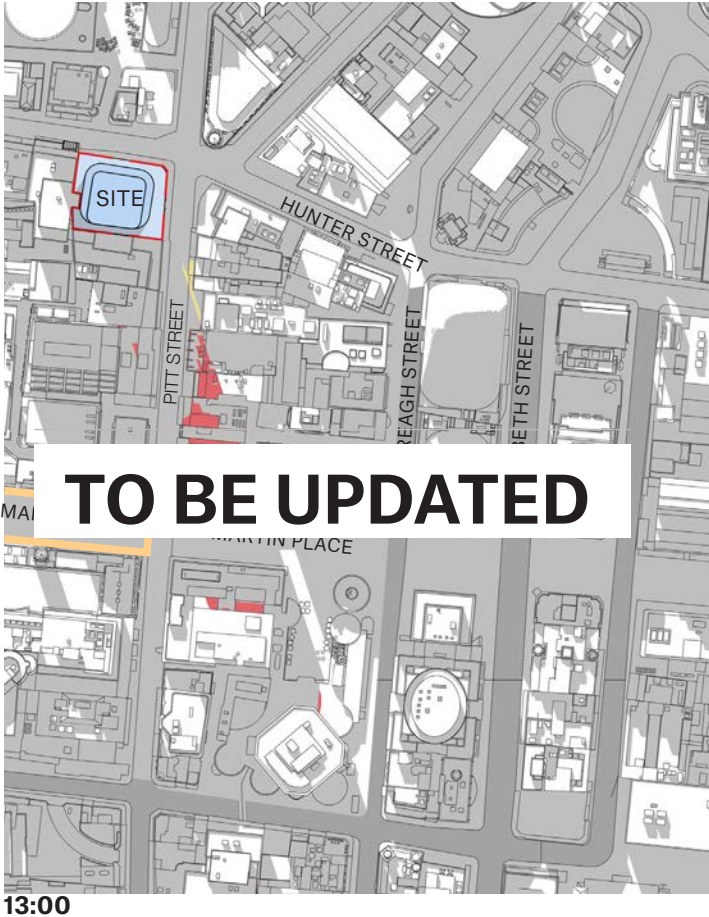 SITE
HUNTER STREET
PITT STREET
REAGH STREET
BETH STREET
TO BE UPDATED
MA
MARTIN PLACE
13:00